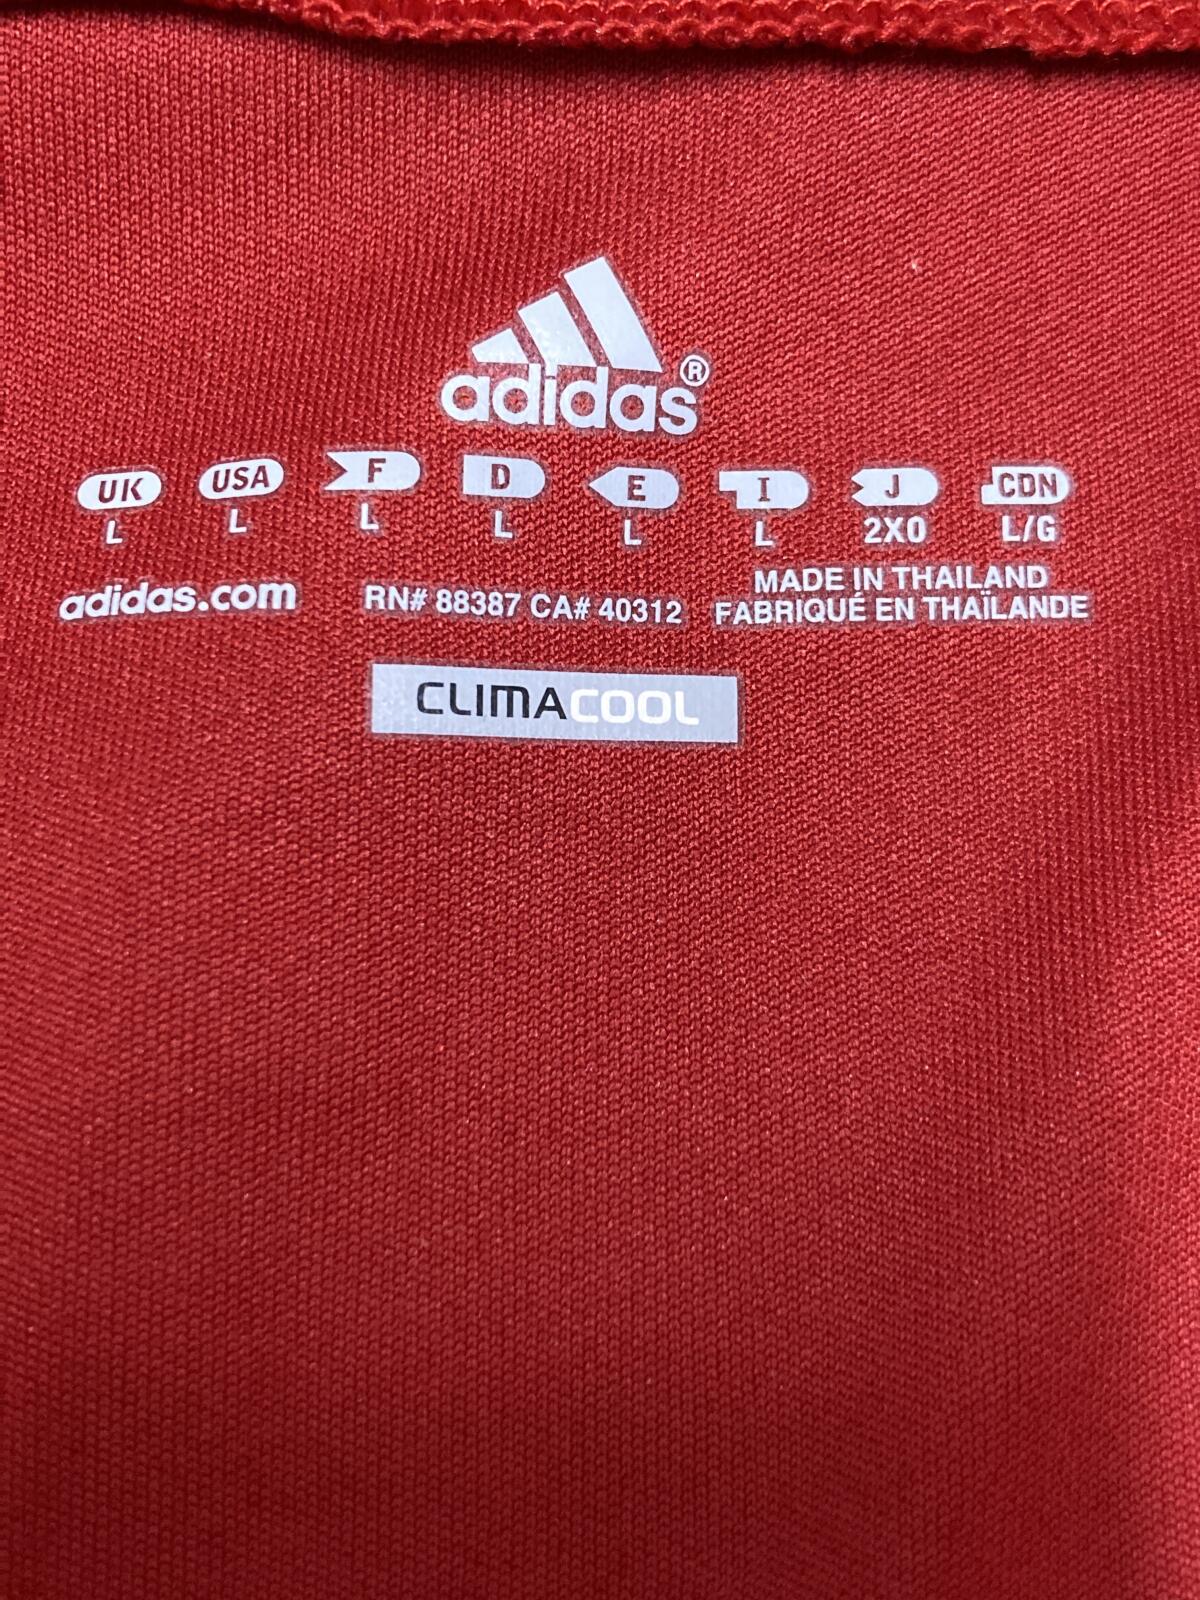 adidas®
UK USA F D E I J CDN
L L L L L L 2XO L/G
adidas.com RN# 88387 CA# 40312 MADE IN THAILAND
FABRIQUÉ EN THAÏLANDE
CLIMACOOL